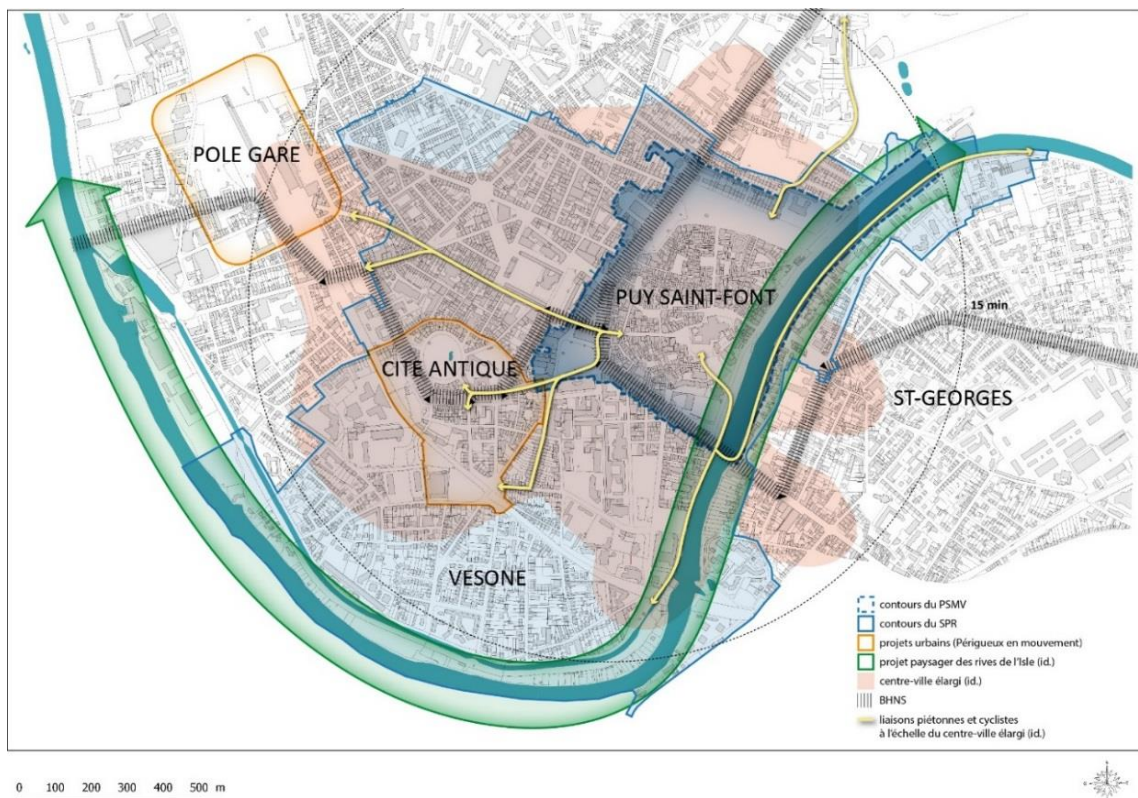 POLE GARE
PUY SAINT-FONT
15 min
CITE ANTIQUE
ST-GEORGES
VESONE
contours du PSMV
contours du SPR
projets urbains (Périgueux en mouvement)
projet paysager des rives de l'Isle (id.)
centre-ville élargi (id.)
BHNS
liaisons piétonnes et cyclistes
à l'échelle du centre-ville élargi (id.)
0 100 200 300 400 500 m